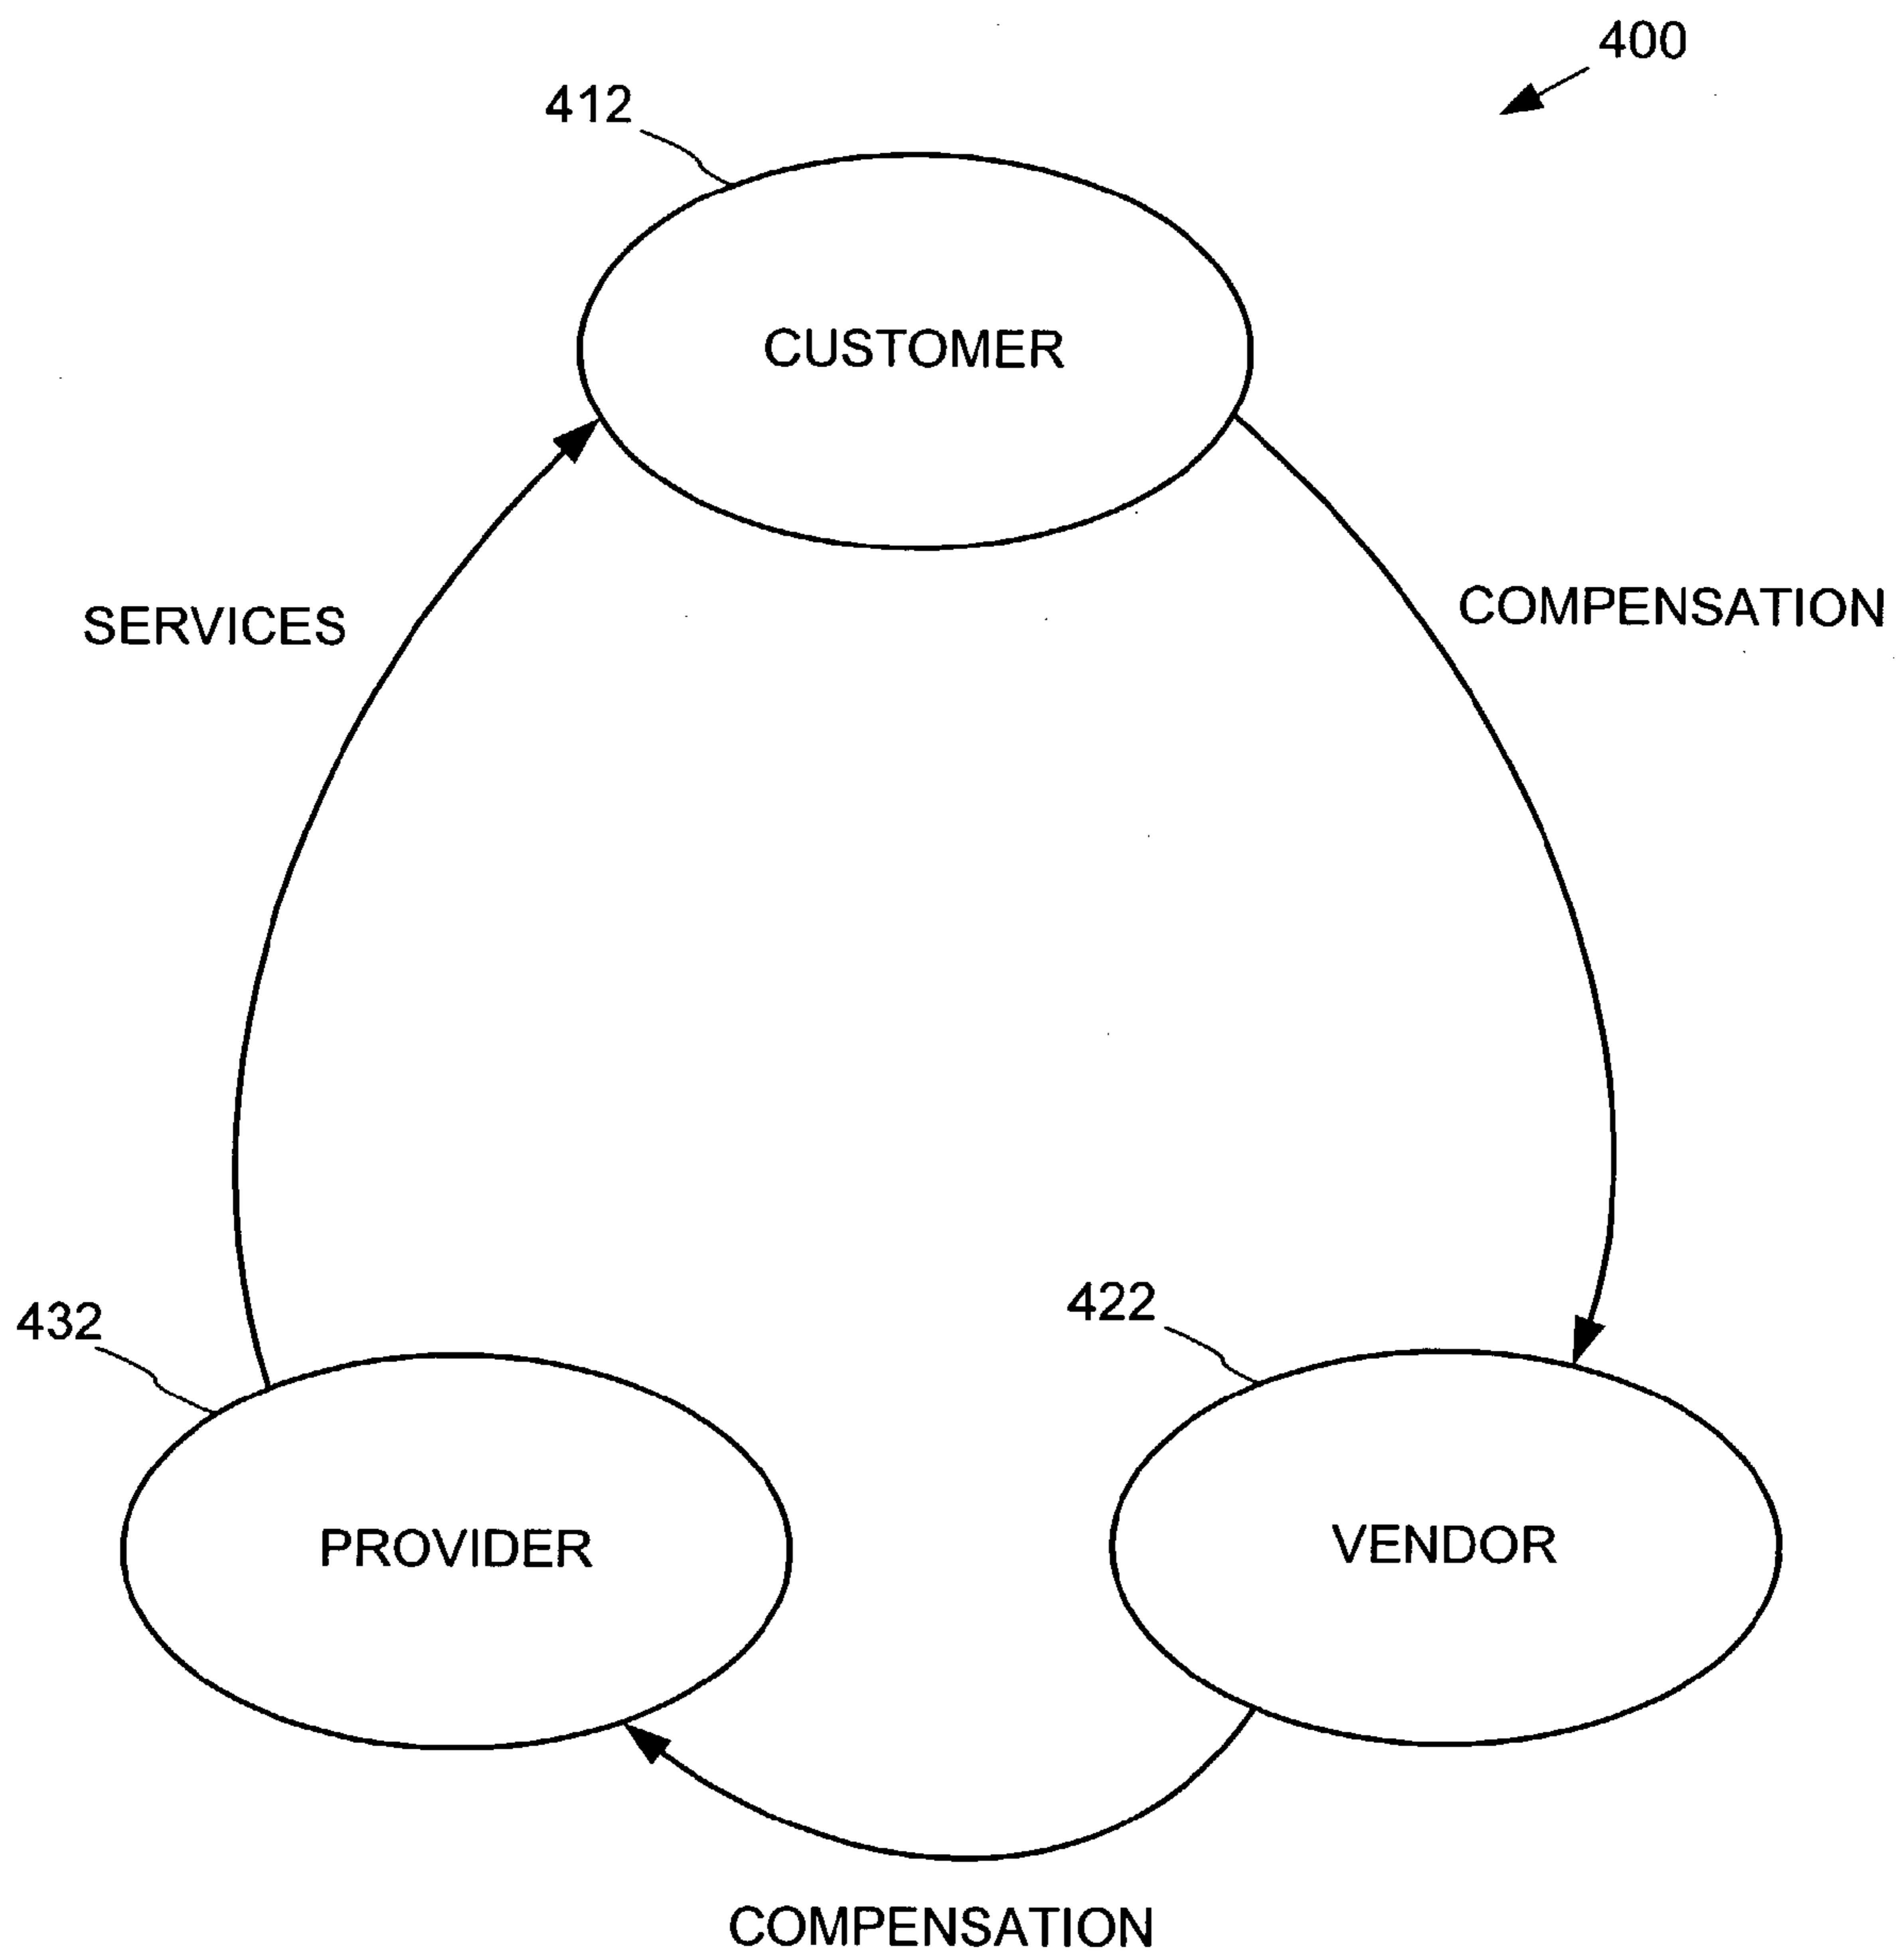 400
412
CUSTOMER
SERVICES
COMPENSATION
432
422
PROVIDER
VENDOR
COMPENSATION